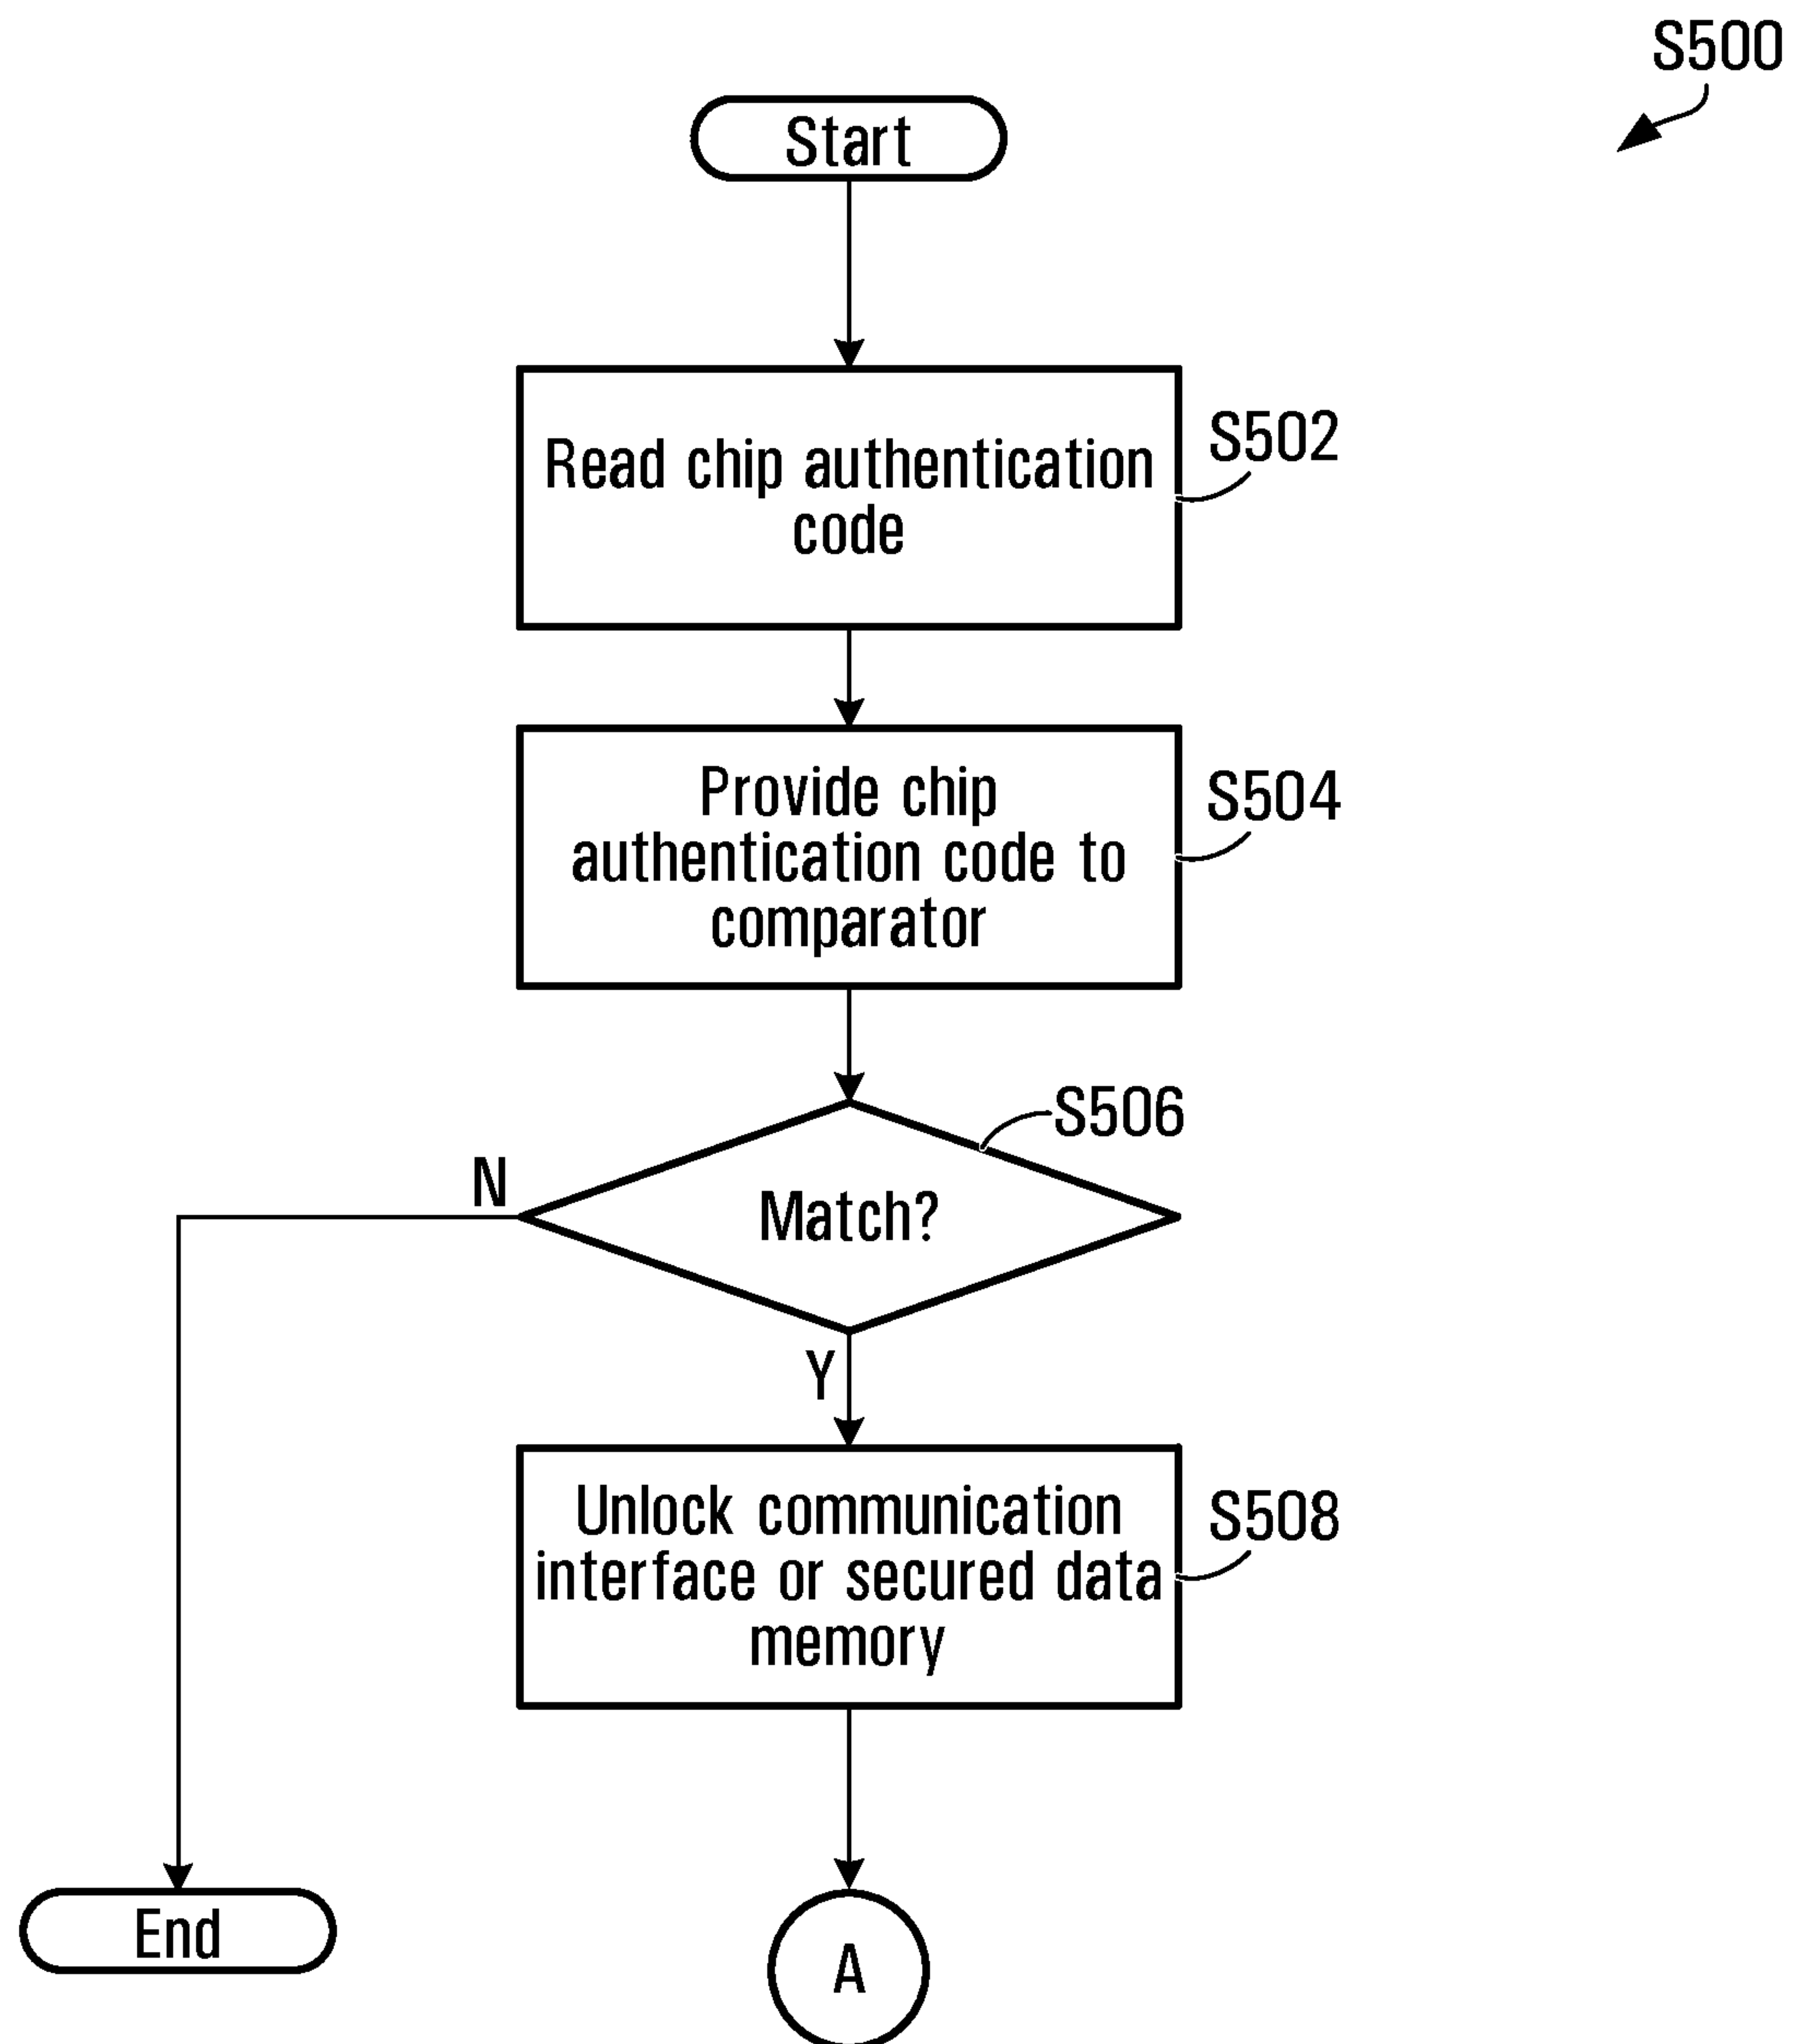 S500
Start
Read chip authentication
code
S502
Provide chip
authentication code to
comparator
S504
S506
N
Match?
Y
Unlock communication
interface or secured data
memory
S508
End
A